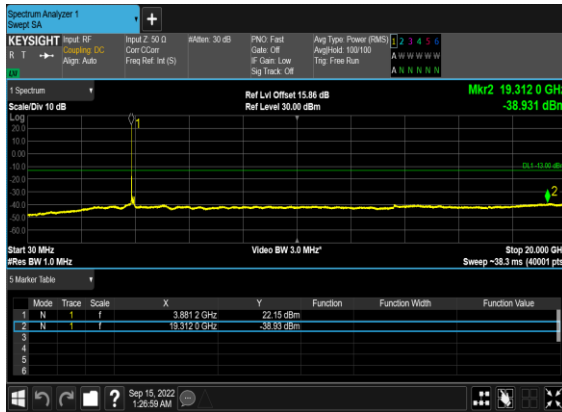 Spectrum Analyzer 1
Swept SA
+
KEYSIGHT Input: RF Input Z: 50 Ω #Atten: 30 dB PNO: Fast Avg Type: Power (RMS) 1 2 3 4 5 6
R T Coupling: DC Corr CCorr Gate: Off Avg|Hold: 100/100 A W W W W W
Align: Auto Freq Ref: Int (S) IF Gain: Low Trig: Free Run
LXI Sig Track: Off A N N N N N
1 Spectrum Ref Lvl Offset 15.86 dB Mkr2 19.312 0 GHz
Scale/Div 10 dB Ref Level 30.00 dBm -38.931 dBm
Log
20.0
10.0
0.00
-10.0
-20.0
-30.0
-40.0
-50.0
-60.0
1
DL1 -13.00 dBm
2
Start 30 MHz Video BW 3.0 MHz* Stop 20.000 GHz
#Res BW 1.0 MHz Sweep ~38.3 ms (40001 pts)
5 Marker Table
Mode Trace Scale X Y Function Function Width Function Value
1 N 1 f 3.881 2 GHz 22.15 dBm
2 N 1 f 19.312 0 GHz -38.93 dBm
3
4
5
6
? Sep 15, 2022
1:26:59 AM